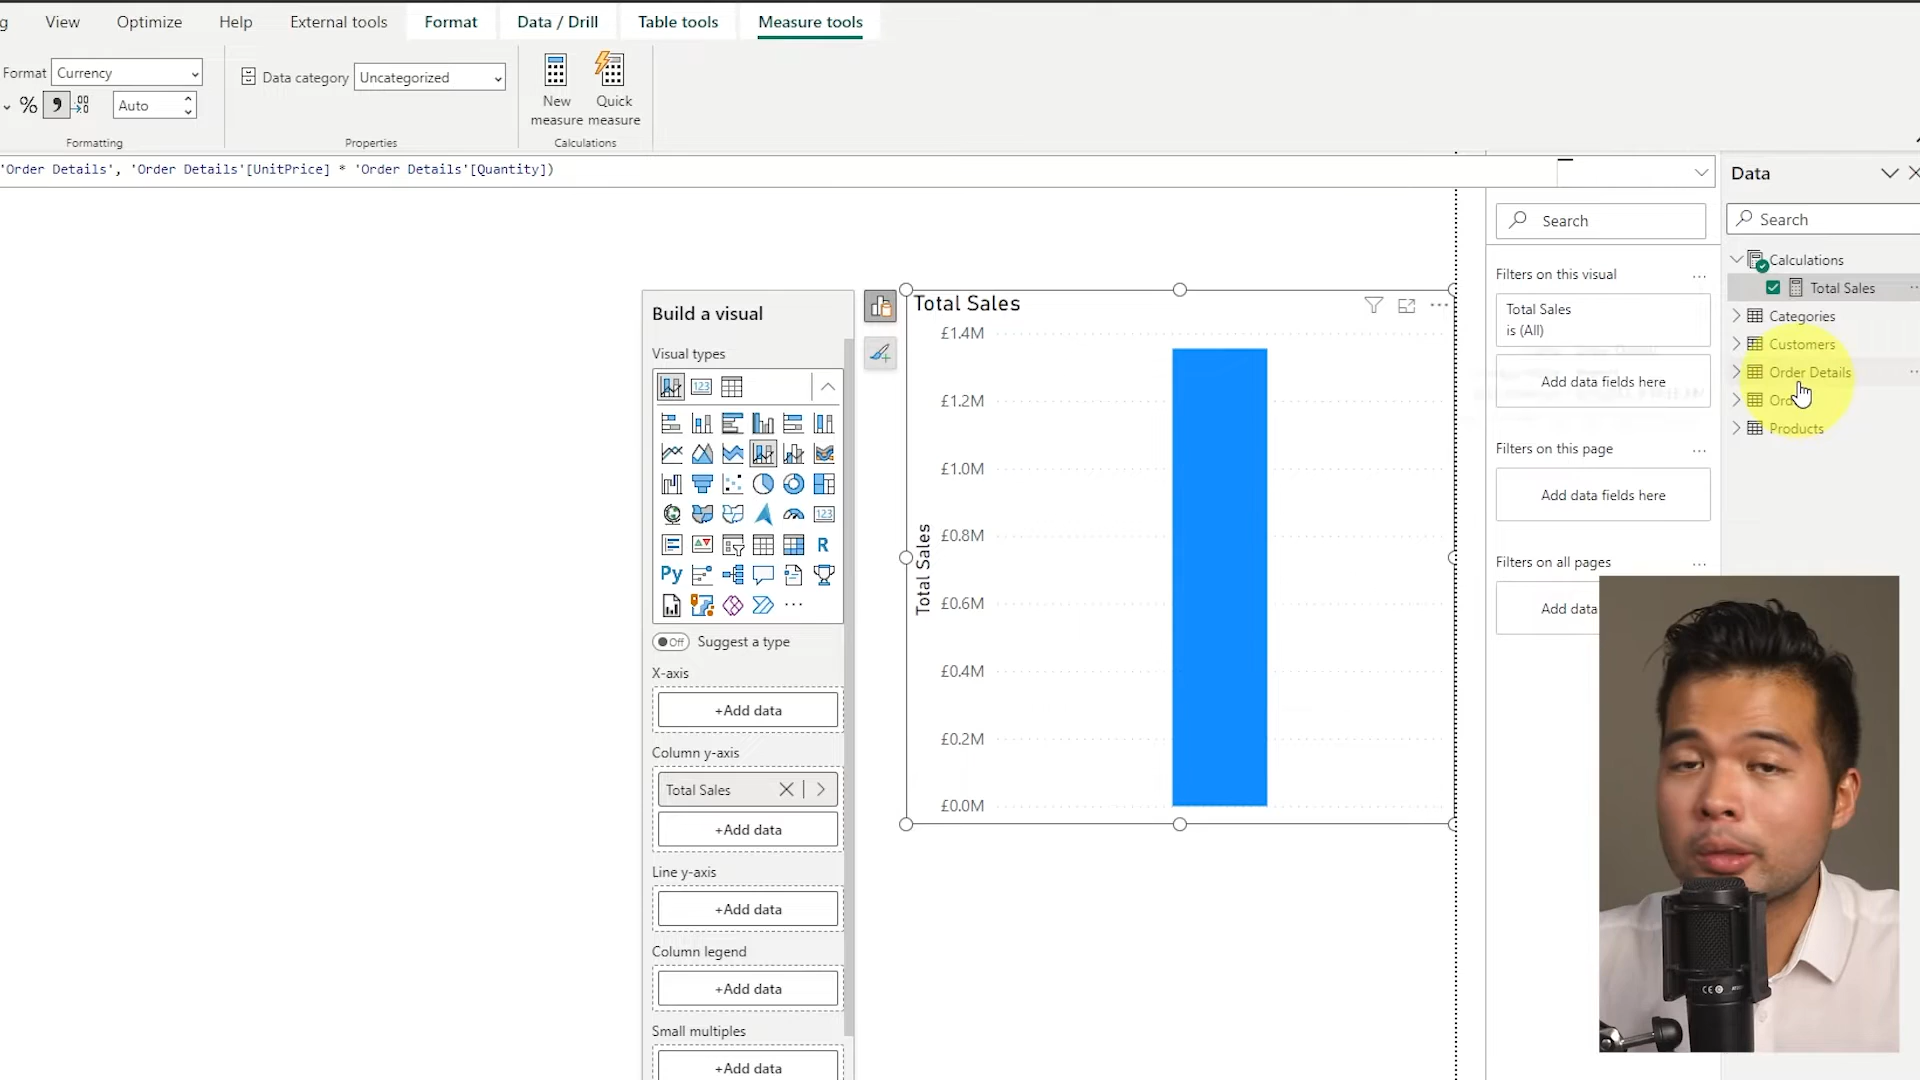 g View Optimize Help External tools Format Data / Drill Table tools Measure tools
Format Currency
Data category Uncategorized
% 9 .00 Auto
New measure
Quick measure
Formatting Properties Calculations
'Order Details', 'Order Details'[UnitPrice] * 'Order Details'[Quantity])
Build a visual
Visual types
123
123
R
Py
Off Suggest a type
X-axis
+Add data
Column y-axis
Total Sales
+Add data
Line y-axis
+Add data
Column legend
+Add data
Small multiples
+Add data
Total Sales
£1.4M
£1.2M
£1.0M
£0.8M
£0.6M
£0.4M
£0.2M
£0.0M
Total Sales
Search
Filters on this visual
Total Sales
is (All)
Add data fields here
Filters on this page
Add data fields here
Filters on all pages
Add data
Data
Search
Calculations
Total Sales
Categories
Customers
Order Details
Products